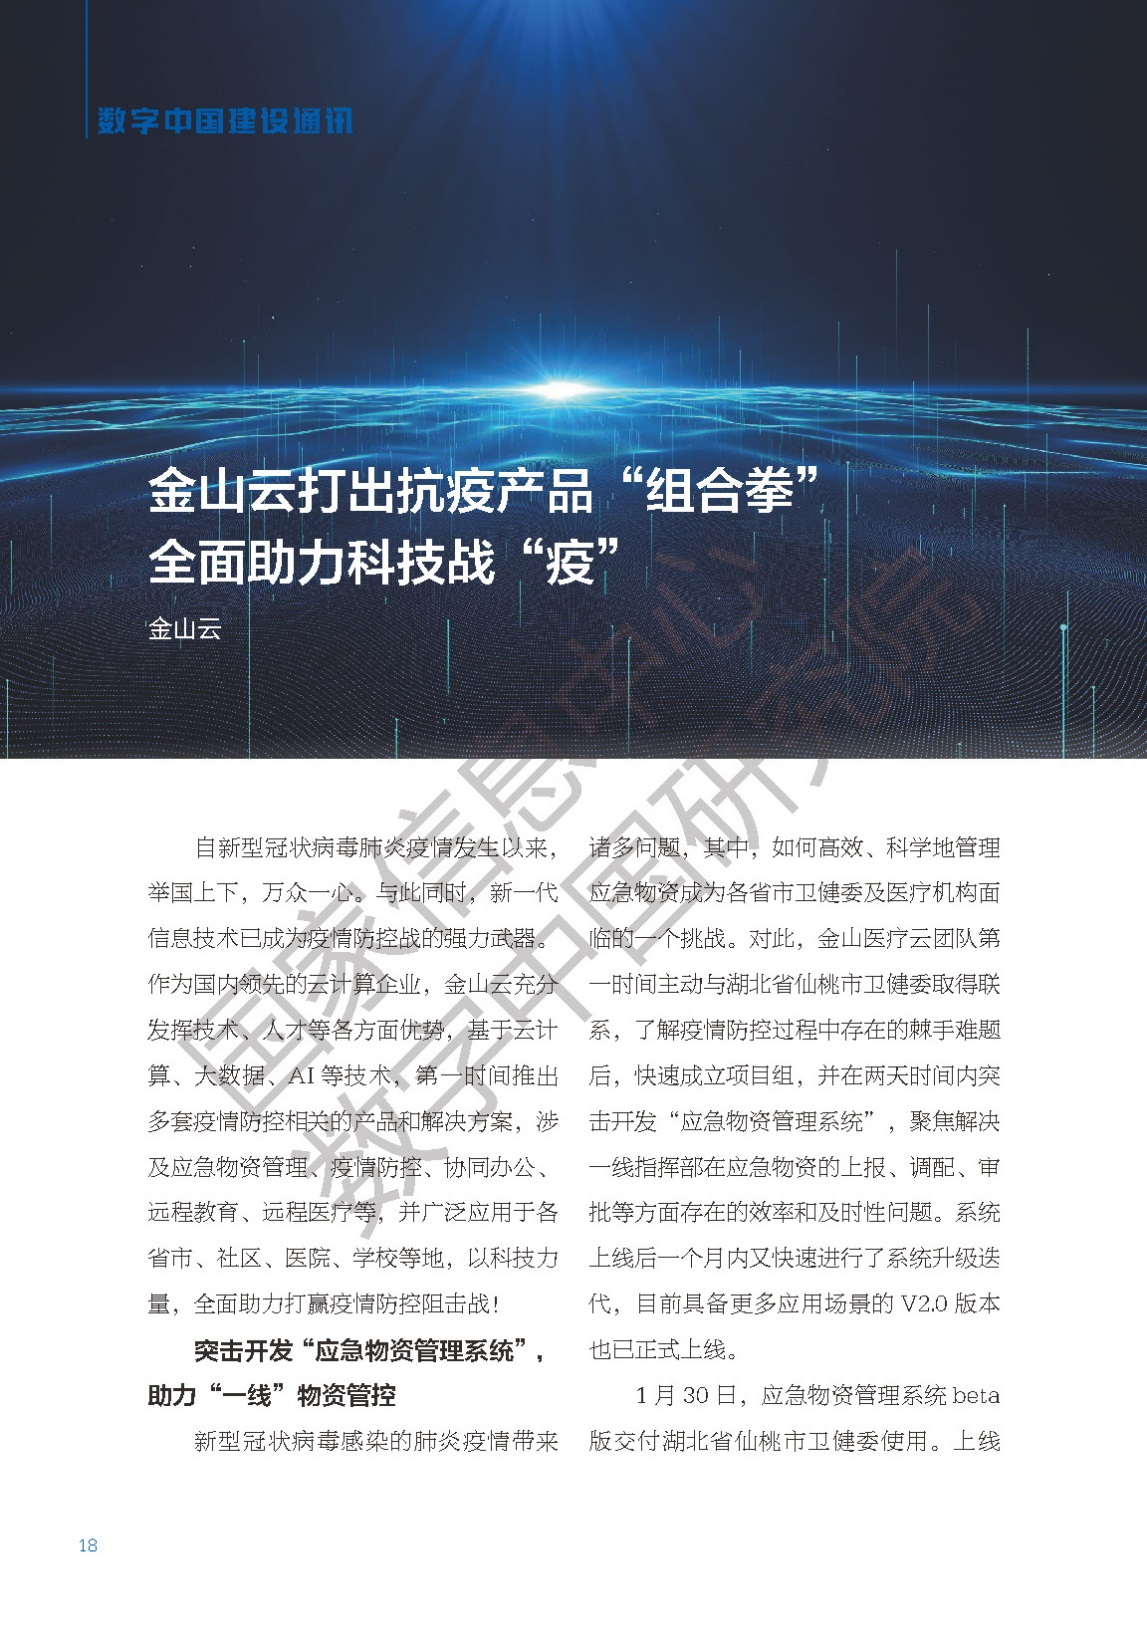 数字中国建设通讯
金山云打出抗疫产品“组合拳”
全面助力科技战“疫”
金山云
自新型冠状病毒肺炎疫情发生以来，
举国上下，万众一心。与此同时，新一代
信息技术已成为疫情防控战的强力武器。
作为国内领先的云计算企业，金山云充分
发挥技术、人才等各方面优势，基于云计
算、大数据、AI 等技术，第一时间推出
多套疫情防控相关的产品和解决方案，涉
及应急物资管理、疫情防控、协同办公、
远程教育、远程医疗等，并广泛应用于各
省市、社区、医院、学校等地，以科技力
量，全面助力打赢疫情防控阻击战！
突击开发“应急物资管理系统”，
助力“一线”物资管控
新型冠状病毒感染的肺炎疫情带来
诸多问题，其中，如何高效、科学地管理
应急物资成为各省市卫健委及医疗机构面
临的一个挑战。对此，金山医疗云团队第
一时间主动与湖北省仙桃市卫健委取得联
系，了解疫情防控过程中存在的棘手难题
后，快速成立项目组，并在两天时间内突
击开发“应急物资管理系统”，聚焦解决
一线指挥部在应急物资的上报、调配、审
批等方面存在的效率和及时性问题。系统
上线后一个月内又快速进行了系统升级迭
代，目前具备更多应用场景的 V2.0 版本
也已正式上线。
1 月 30 日，应急物资管理系统 beta
版交付湖北省仙桃市卫健委使用。上线
18
国家信息中心
数字中国研究院